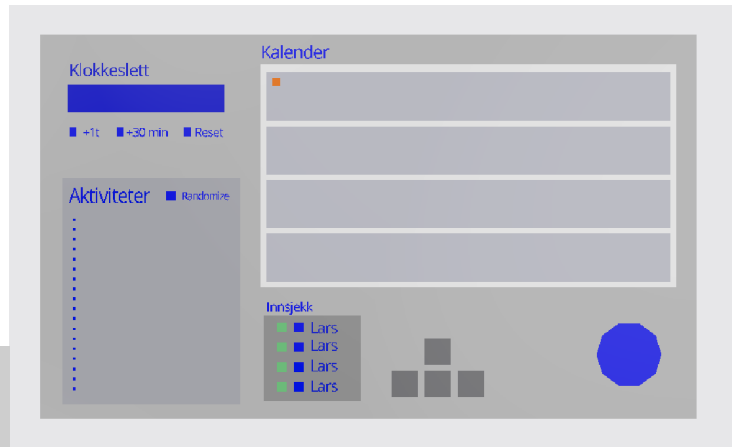 Klokkeslett
+1t +30 min Reset
Aktiviteter Randomize
Kalender
Innsjekk
Lars
Lars
Lars
Lars